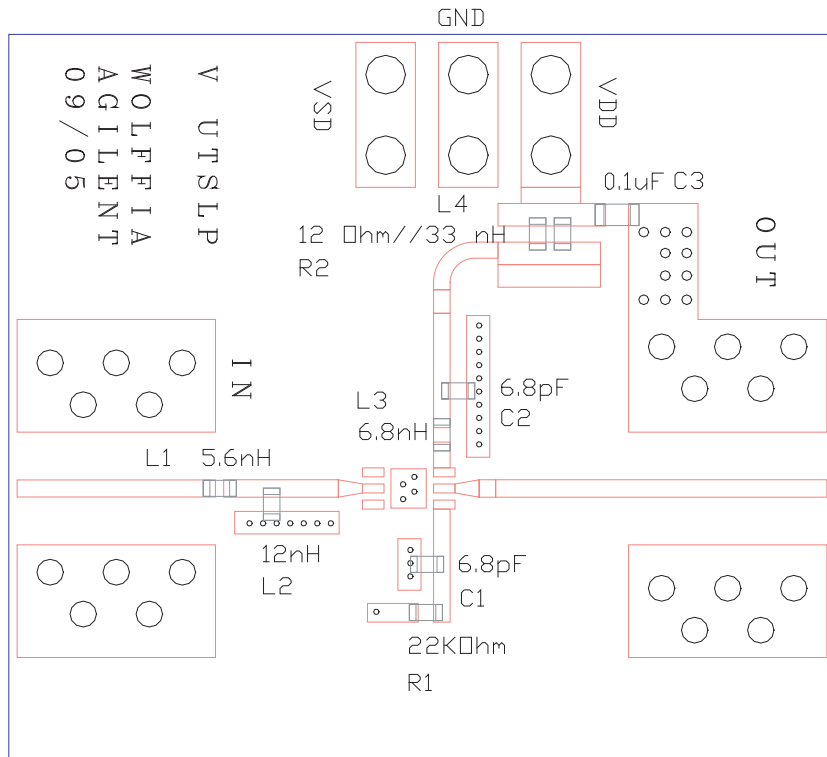 GND
V UTSLP
WOLFFIA
AGILENT
09/05
VSD
VDD
0.1uF C3
L4
12 Ohm//33 nH
R2
OUT
IN
L3
6.8nH
6.8pF
C2
L1 5.6nH
12nH
L2
6.8pF
C1
22KOhm
R1